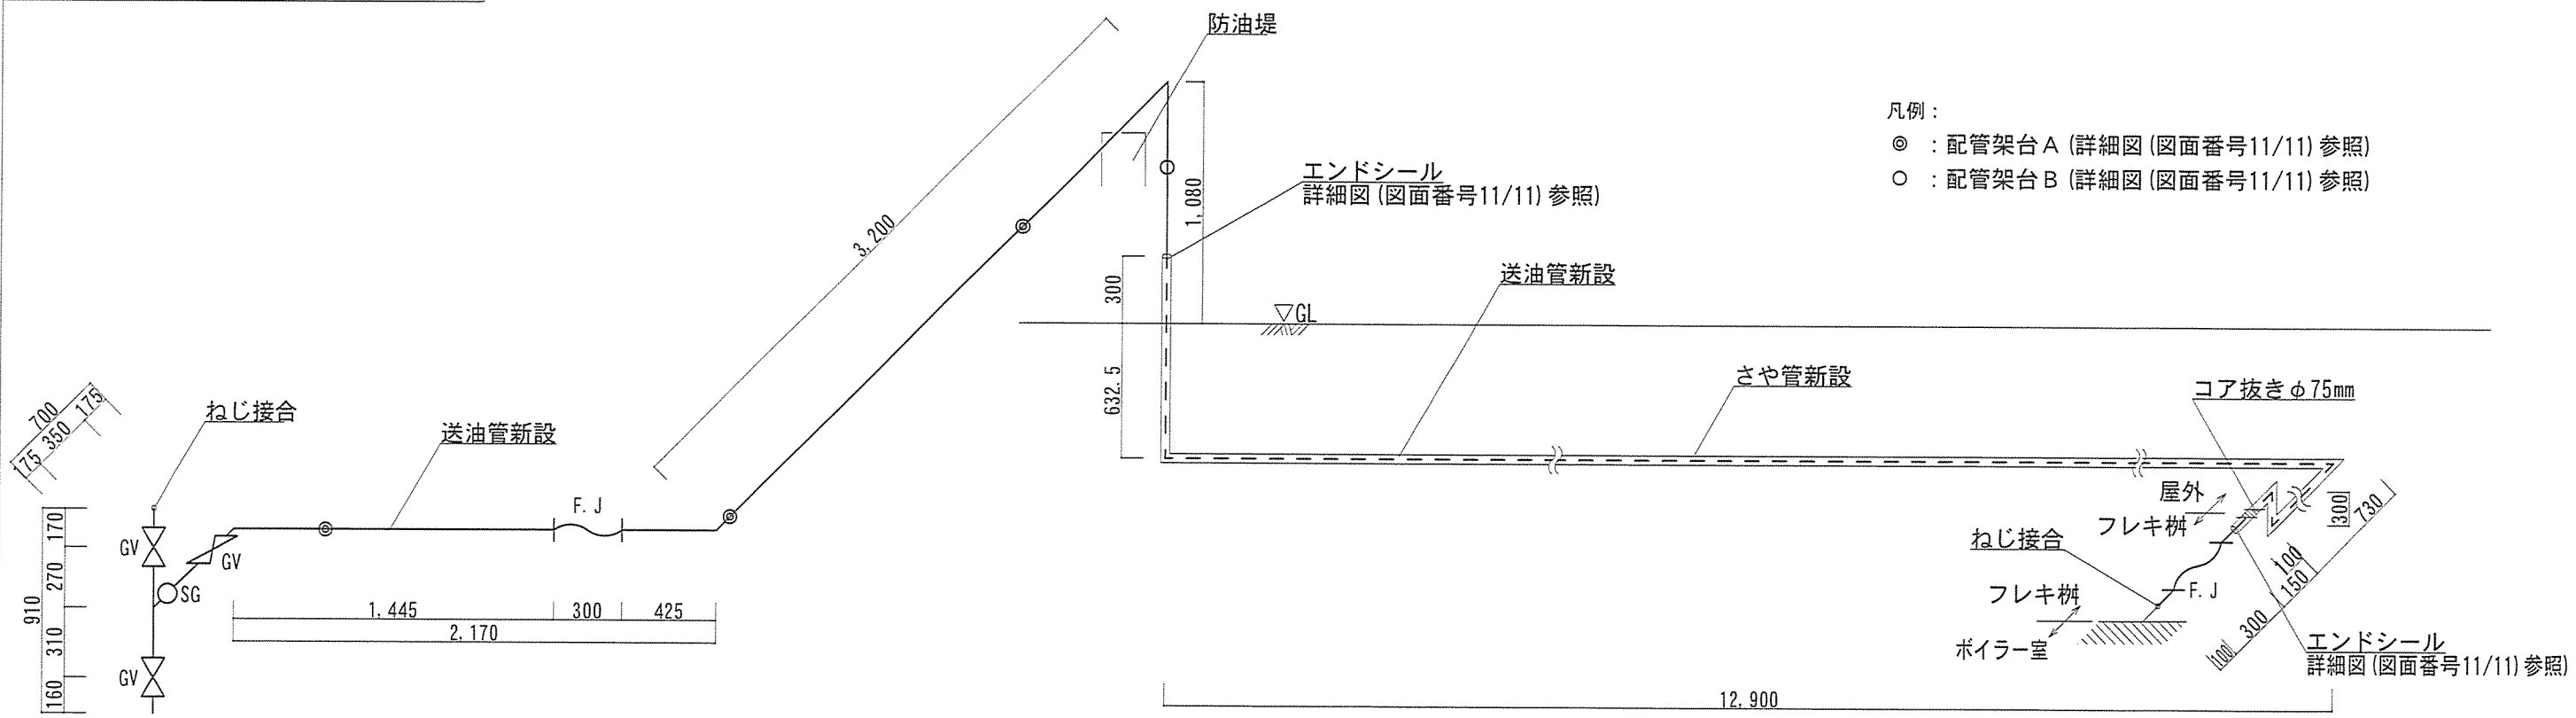 防油堤
凡例：
◎ ：配管架台A (詳細図 (図面番号11/11) 参照)
○ ：配管架台B (詳細図 (図面番号11/11) 参照)
エンドシール
詳細図 (図面番号11/11) 参照)
1,080
3,200
300
送油管新設
GL
632.5
さや管新設
コア抜きφ75mm
700
175 350 175
ねじ接合
送油管新設
F.J
屋外
フレキ桝
300
730
170
GV
GV
270
SG
910
310
GV
160
1,445
300
425
2,170
ねじ接合
100
150
F.J
フレキ桝
ボイラー室
300
100
エンドシール
詳細図 (図面番号11/11) 参照)
12,900